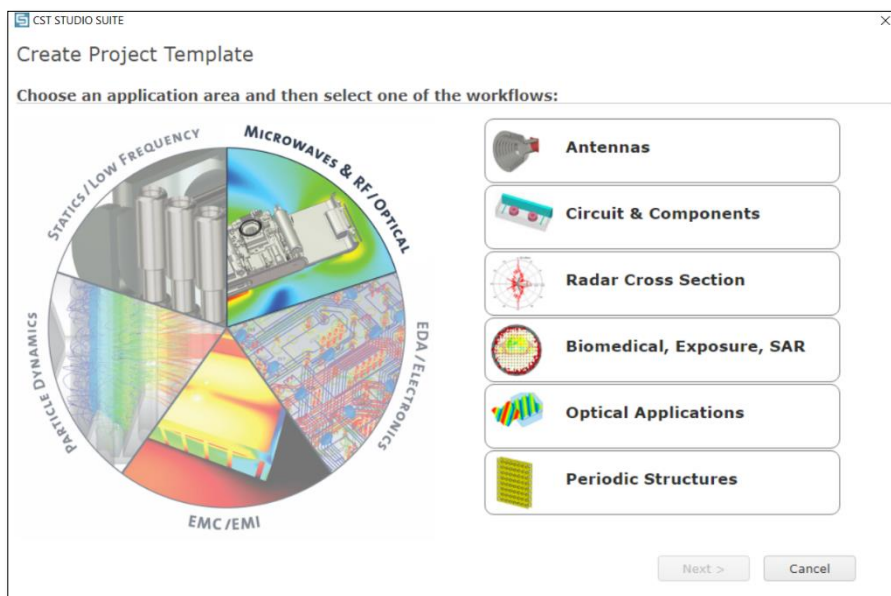 CST STUDIO SUITE
Create Project Template
Choose an application area and then select one of the workflows:
STATICS / LOW FREQUENCY
MICROWAVES & RF / OPTICAL
EDA / ELECTRONICS
EMC / EMI
PARTICLE DYNAMICS
Antennas
Circuit & Components
Radar Cross Section
Biomedical, Exposure, SAR
Optical Applications
Periodic Structures
Next >
Cancel